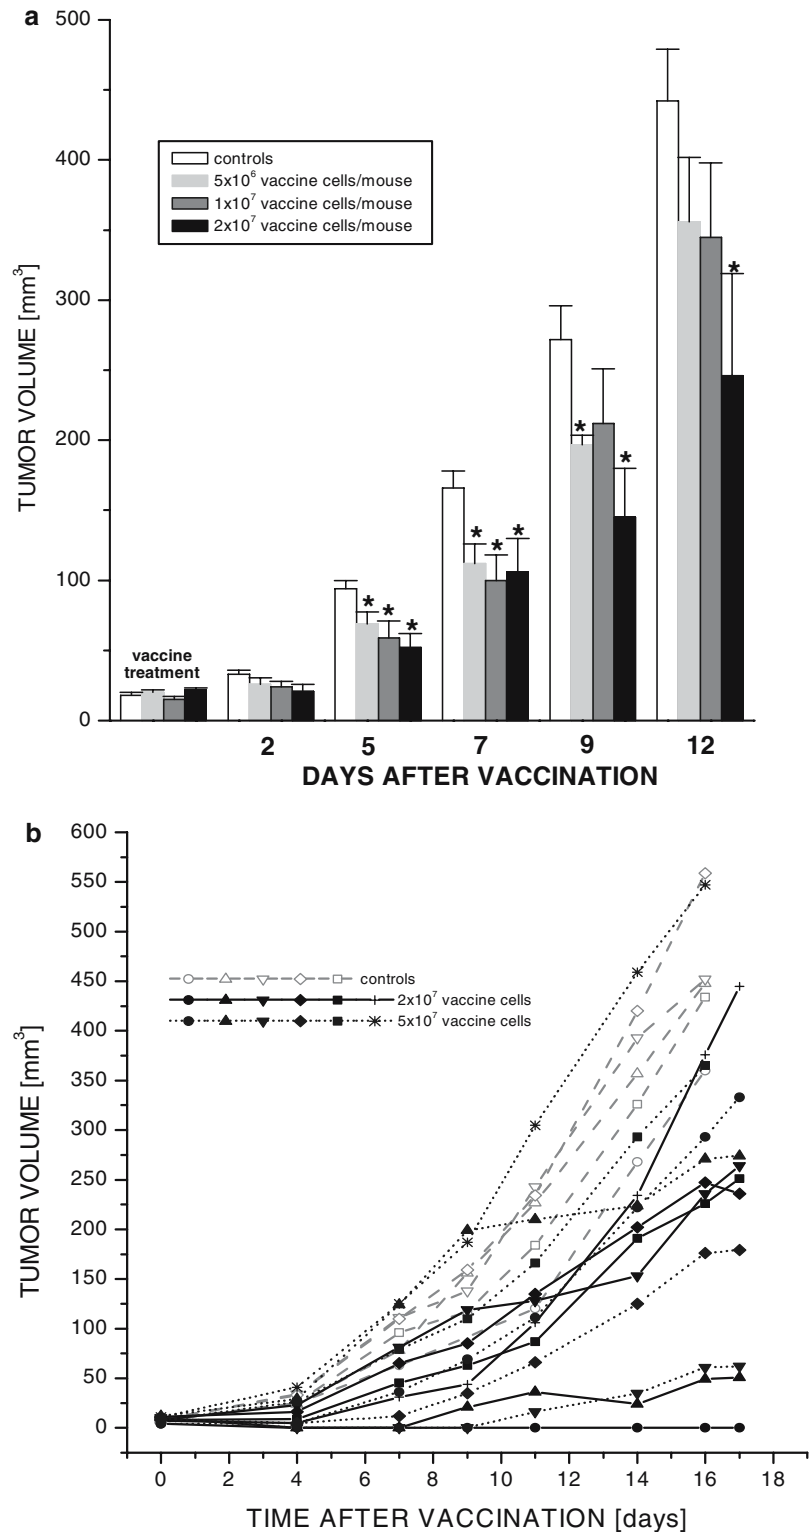 a
500
400
300
200
100
0
TUMOR VOLUME [mm³]
controls
5x10⁶ vaccine cells/mouse
1x10⁷ vaccine cells/mouse
2x10⁷ vaccine cells/mouse
vaccine
treatment
* * *
* * *
* *
*
2 5 7 9 12
DAYS AFTER VACCINATION
b
600
550
500
450
400
350
300
250
200
150
100
50
0
TUMOR VOLUME [mm³]
controls
2x10⁷ vaccine cells
5x10⁷ vaccine cells
0 2 4 6 8 10 12 14 16 18
TIME AFTER VACCINATION [days]